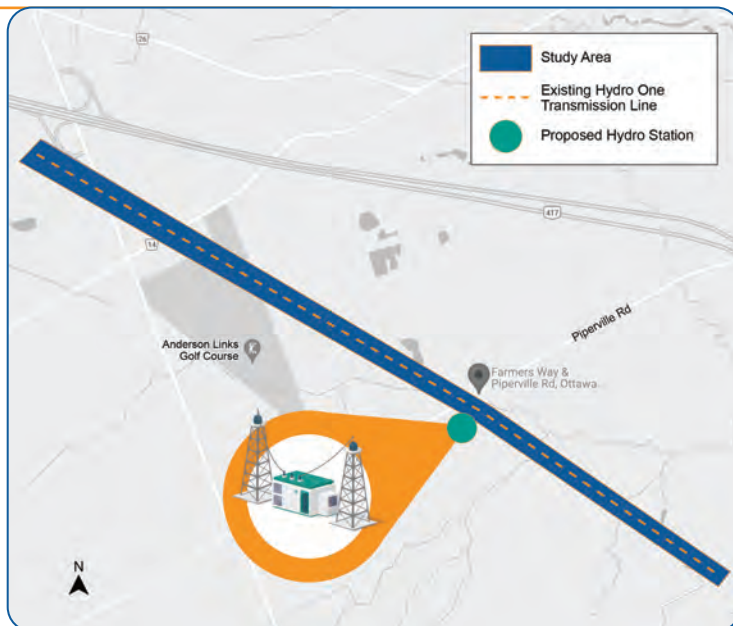 26
Study Area
Existing Hydro One
Transmission Line
Proposed Hydro Station
417
14
Piperville Rd
Anderson Links
Golf Course
Farmers Way &
Piperville Rd, Ottawa
N